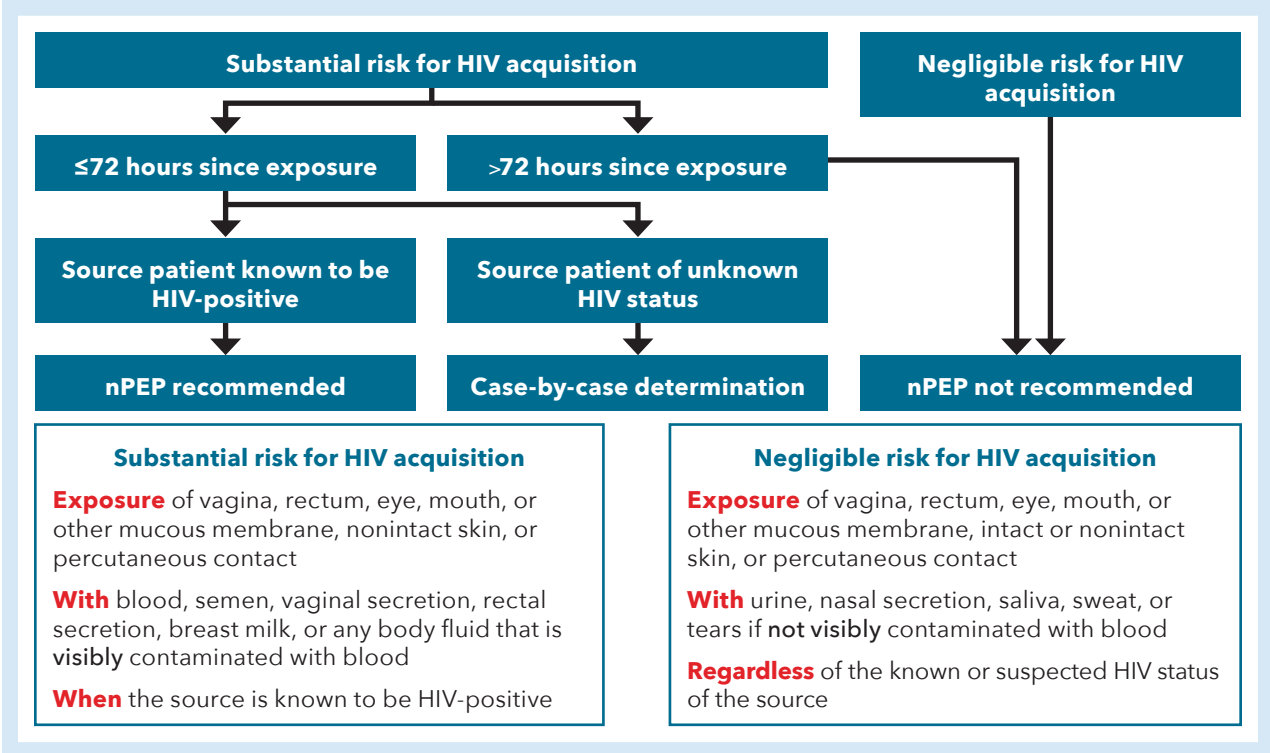 Substantial risk for HIV acquisition
Negligible risk for HIV
acquisition
≤72 hours since exposure
>72 hours since exposure
Source patient known to be
HIV-positive
Source patient of unknown
HIV status
nPEP recommended
Case-by-case determination
nPEP not recommended
Substantial risk for HIV acquisition
Exposure of vagina, rectum, eye, mouth, or
other mucous membrane, nonintact skin, or
percutaneous contact
With blood, semen, vaginal secretion, rectal
secretion, breast milk, or any body fluid that is
visibly contaminated with blood
When the source is known to be HIV-positive
Negligible risk for HIV acquisition
Exposure of vagina, rectum, eye, mouth, or
other mucous membrane, intact or nonintact
skin, or percutaneous contact
With urine, nasal secretion, saliva, sweat, or
tears if not visibly contaminated with blood
Regardless of the known or suspected HIV status
of the source